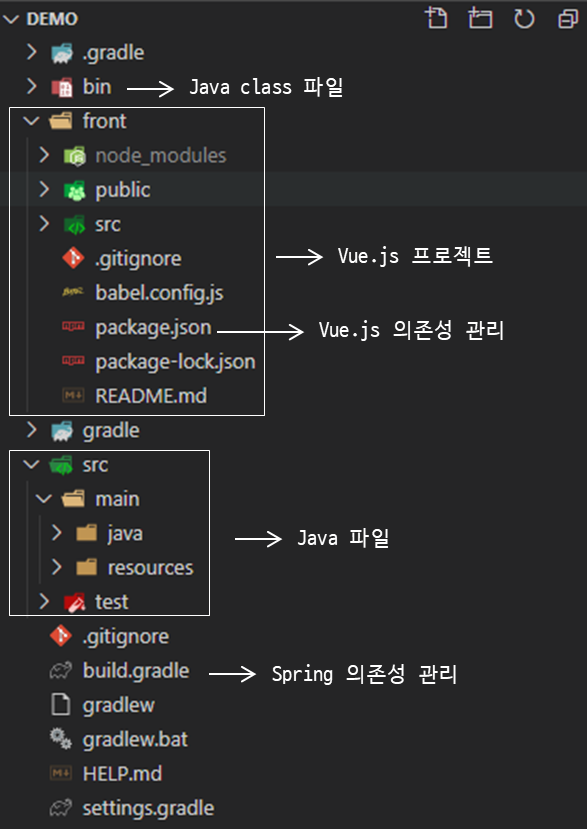 DEMO
.gradle
bin
Java class 파일
front
node_modules
public
src
.gitignore
Vue.js 프로젝트
babel.config.js
package.json
Vue.js 의존성 관리
package-lock.json
README.md
gradle
src
main
java
Java 파일
resources
test
.gitignore
build.gradle
Spring 의존성 관리
gradlew
gradlew.bat
HELP.md
settings.gradle